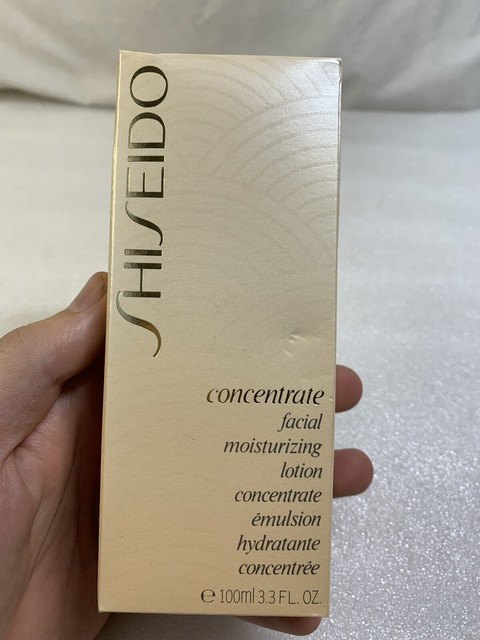 SHISEIDO
concentrate
facial
moisturizing
lotion
concentrate
émulsion
hydratante
concentrée
℮ 100ml 3.3 FL. OZ.